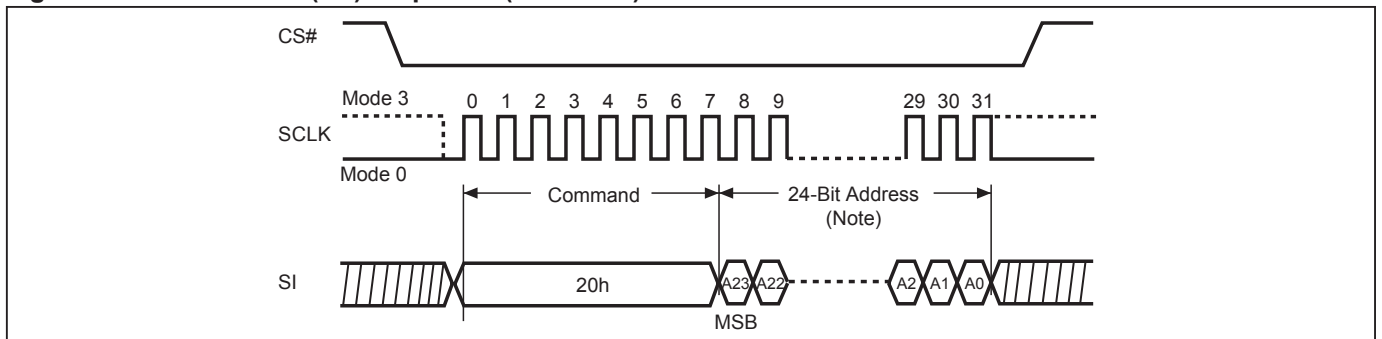 CS#
Mode 3
0 1 2 3 4 5 6 7 8 9 29 30 31
SCLK
Mode 0
Command
24-Bit Address
(Note)
SI
20h
A23 A22 A2 A1 A0
MSB